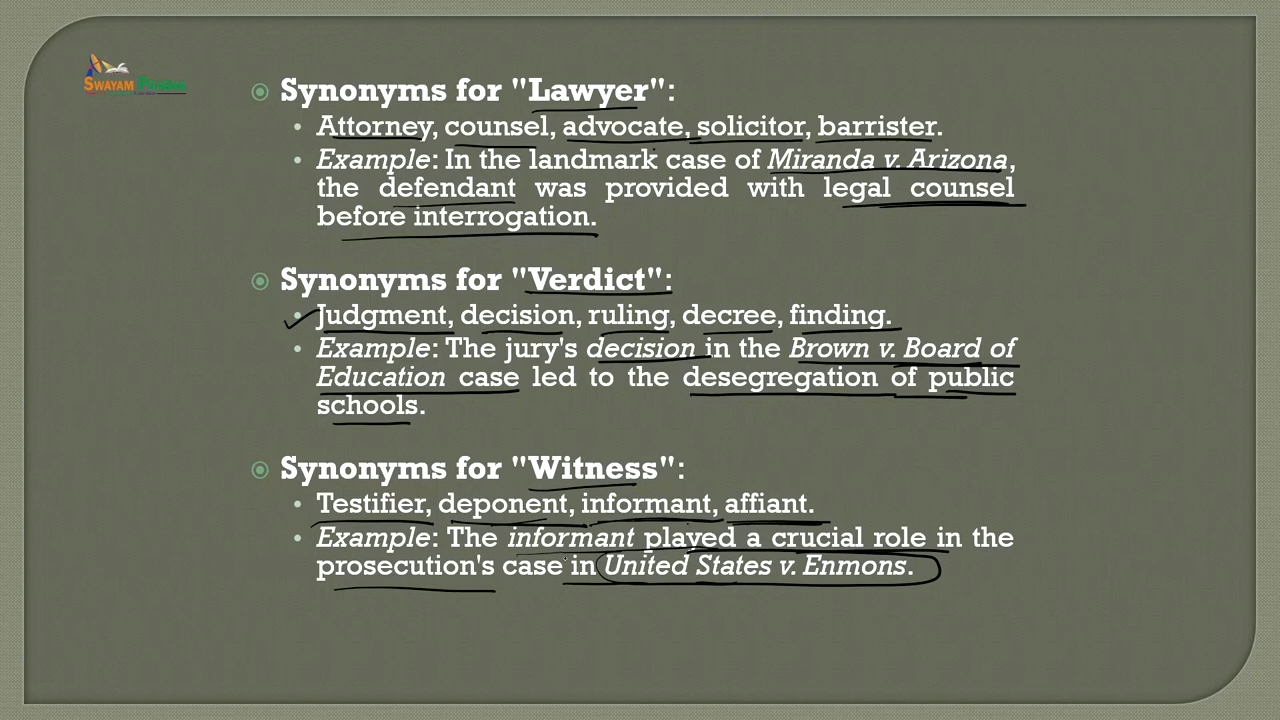 SWAYAM PRABHA
Synonyms for "Lawyer":
Attorney, counsel, advocate, solicitor, barrister.
Example: In the landmark case of Miranda v. Arizona,
the defendant was provided with legal counsel
before interrogation.
Synonyms for "Verdict":
Judgment, decision, ruling, decree, finding.
Example: The jury's decision in the Brown v. Board of
Education case led to the desegregation of public
schools.
Synonyms for "Witness":
Testifier, deponent, informant, affiant.
Example: The informant played a crucial role in the
prosecution's case in United States v. Enmons.